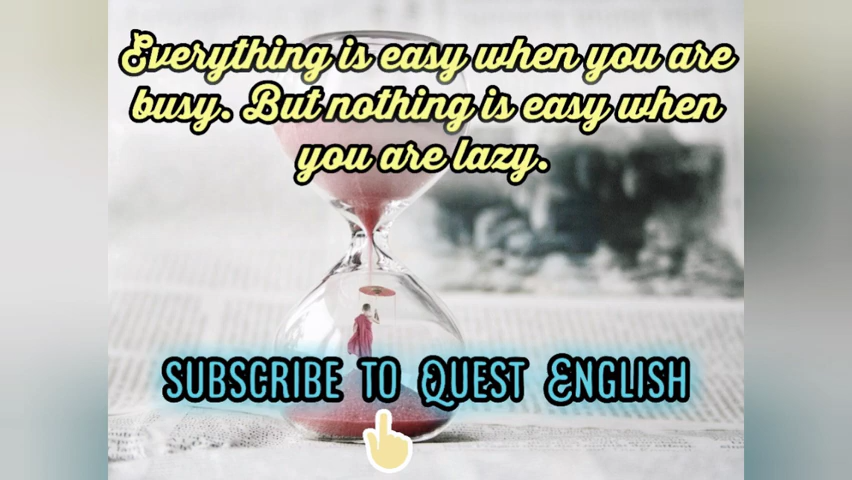 Everything is easy when you are
busy. But nothing is easy when
you are lazy.
SUBSCRIBE TO QUEST ENGLISH